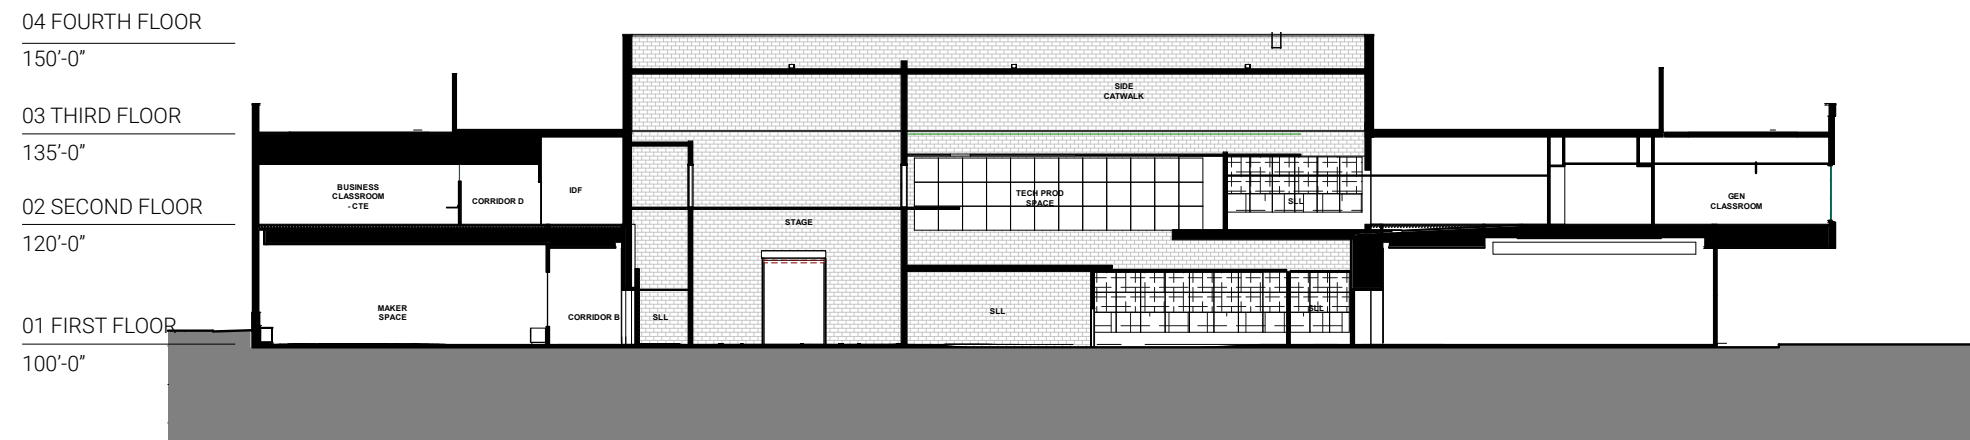 04 FOURTH FLOOR
150’-0”
03 THIRD FLOOR
135’-0”
02 SECOND FLOOR
120’-0”
01 FIRST FLOOR
100’-0”
SIDE
CATWALK
BUSINESS
CLASSROOM
- CTE
CORRIDOR D
IDF
STAGE
TECH PROD
SPACE
SLL
GEN
CLASSROOM
MAKER
SPACE
CORRIDOR B
SLL
SLL
SLL